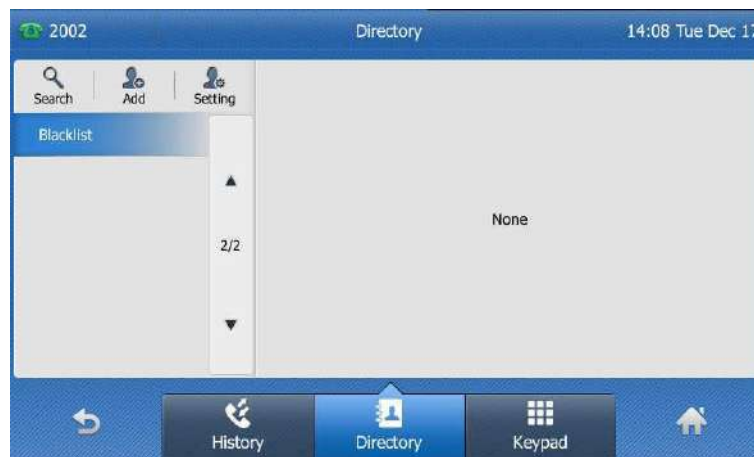 2002 Directory 14:08 Tue Dec 17
Search Add Setting
Blacklist
2/2
None
History Directory Keypad